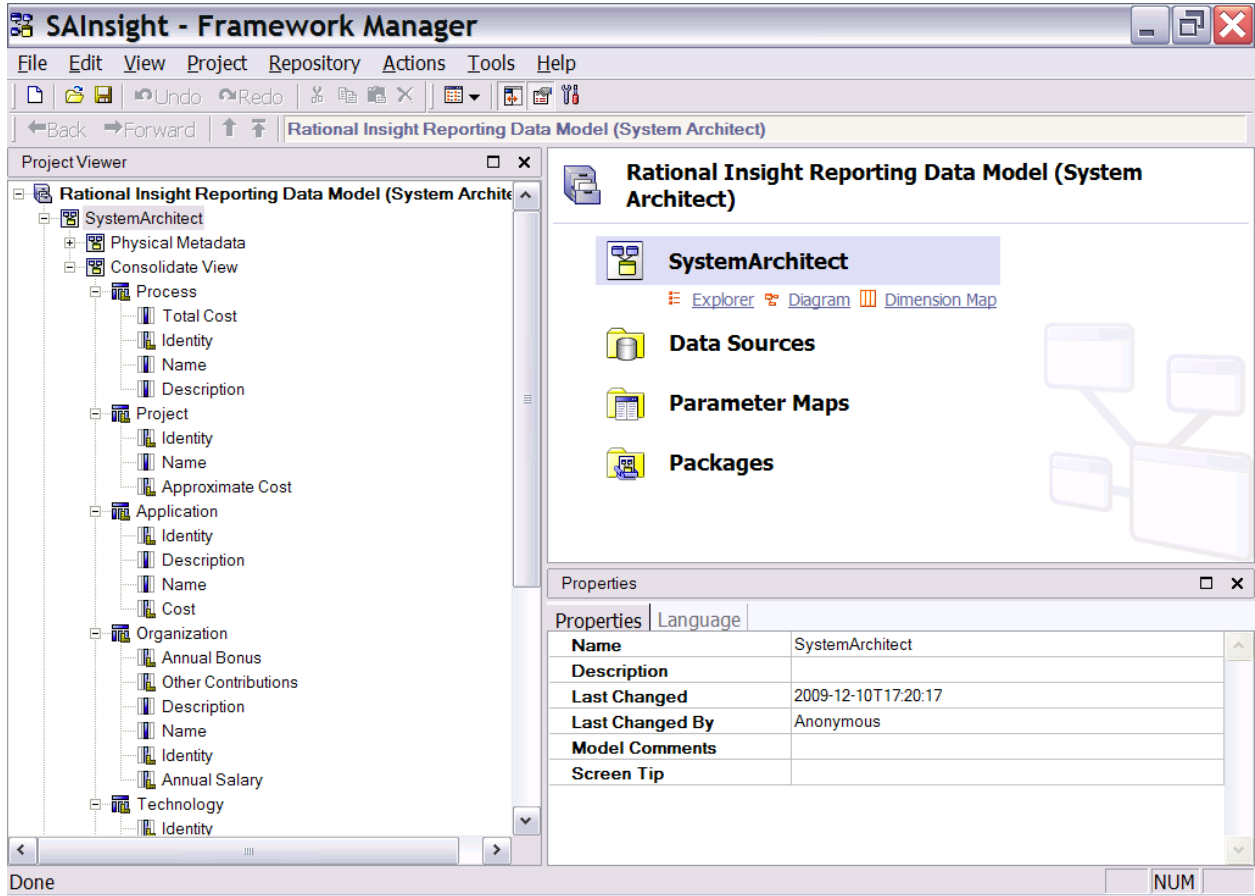 SAInsight - Framework Manager
File Edit View Project Repository Actions Tools Help
Undo Redo
Back Forward Rational Insight Reporting Data Model (System Architect)
Project Viewer
Rational Insight Reporting Data Model (System Archite
SystemArchitect
Physical Metadata
Consolidate View
Process
Total Cost
Identity
Name
Description
Project
Identity
Name
Approximate Cost
Application
Identity
Description
Name
Cost
Organization
Annual Bonus
Other Contributions
Description
Name
Identity
Annual Salary
Technology
Identity
Rational Insight Reporting Data Model (System
Architect)
SystemArchitect
Explorer Diagram Dimension Map
Data Sources
Parameter Maps
Packages
Properties
Properties Language
Name SystemArchitect
Description
Last Changed 2009-12-10T17:20:17
Last Changed By Anonymous
Model Comments
Screen Tip
Done NUM